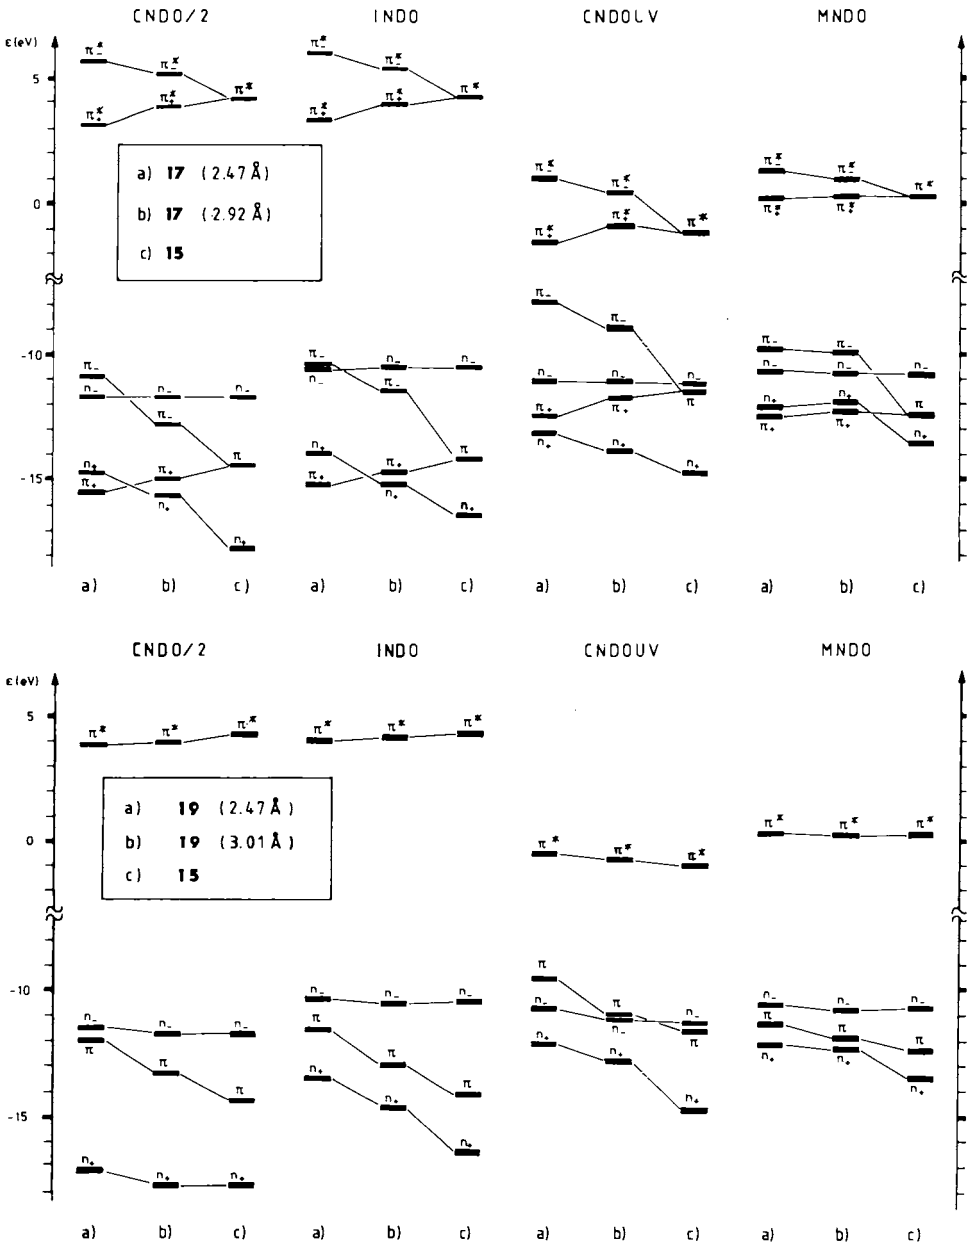 CNDO/2 INDO CNDOUV MNDO
ε(eV)
π*− π*− π*
π*+ π*+
π*− π*− π*
π*+ π*+
π*− π*− π*
π*+ π*+
π*− π*− π*
π*+ π*+
5
0
-10
-15
a) 17 (2.47 Å)
b) 17 (2.92 Å)
c) 15
π− n− n− n−
π− π
n+ π+ π+ n+ n+
π− n− n− n−
π− π
n+ π+ π+ n+ n+
π− π−
n− n− n− π
π+ π+ n+ n+ n+
π− π−
n− n− n− π
n+ n+ π+ π+ n+
a) b) c) a) b) c) a) b) c) a) b) c)
CNDO/2 INDO CNDOUV MNDO
ε(eV)
π* π* π* π* π* π* π* π* π* π* π* π*
5
0
-10
-15
a) 19 (2.47 Å)
b) 19 (3.01 Å)
c) 15
n− n− n−
π π π
n+ n+ n+
n− n− n−
π π π
n+ n+ n+
π π
n− n− n− π
n+ n+ n+
n− n− n−
π π π
n+ n+ n+
a) b) c) a) b) c) a) b) c) a) b) c)